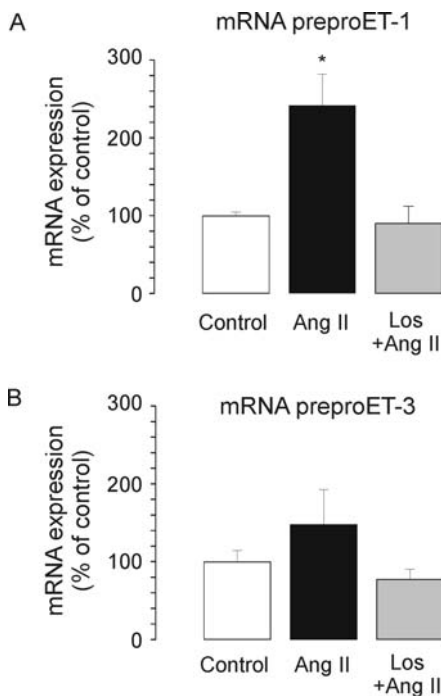 A
mRNA preproET-1
mRNA expression
(% of control)
300
200
100
0
*
Control
Ang II
Los
+Ang II
B
mRNA preproET-3
mRNA expression
(% of control)
300
200
100
0
Control
Ang II
Los
+Ang II